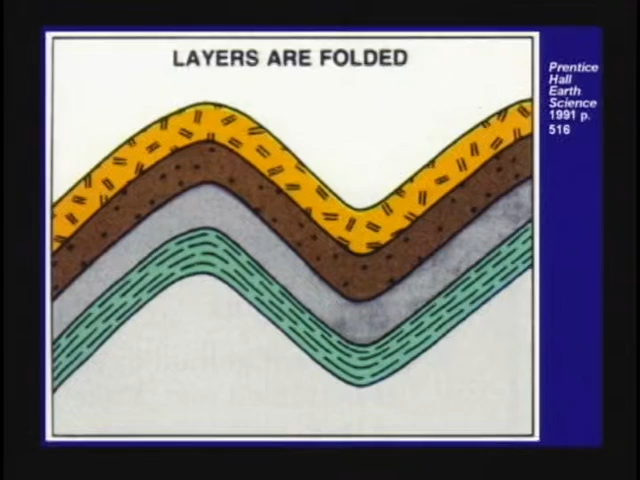 LAYERS ARE FOLDED
Prentice
Hall
Earth
Science
1991 p.
516